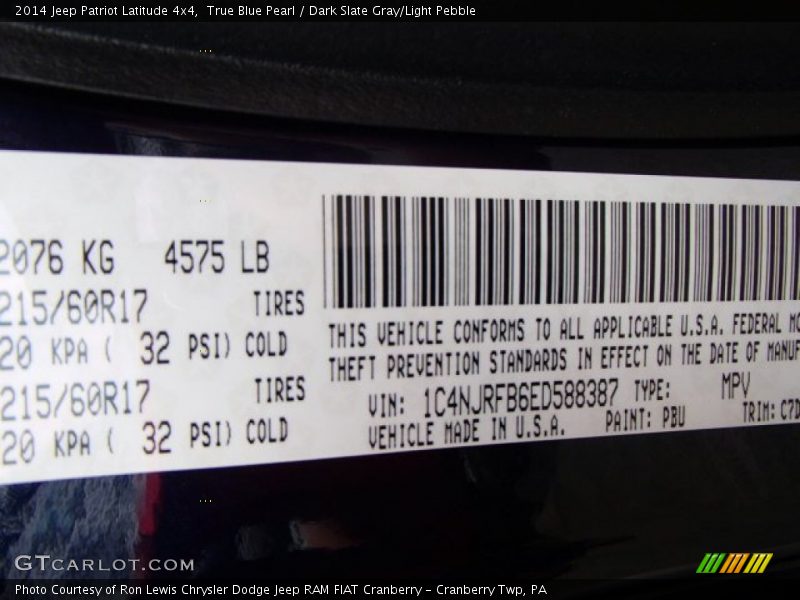 2014 Jeep Patriot Latitude 4x4,  True Blue Pearl / Dark Slate Gray/Light Pebble
2076 KG 4575 LB
215/60R17 TIRES
20 KPA ( 32 PSI) COLD
215/60R17 TIRES
20 KPA ( 32 PSI) COLD
THIS VEHICLE CONFORMS TO ALL APPLICABLE U.S.A. FEDERAL MO
THEFT PREVENTION STANDARDS IN EFFECT ON THE DATE OF MANUF
VIN: 1C4NJRFB6ED588387 TYPE: MPV
VEHICLE MADE IN U.S.A. PAINT: PBU TRIM: C7D
GTCARLOT.COM
Photo Courtesy of Ron Lewis Chrysler Dodge Jeep RAM FIAT Cranberry – Cranberry Twp, PA